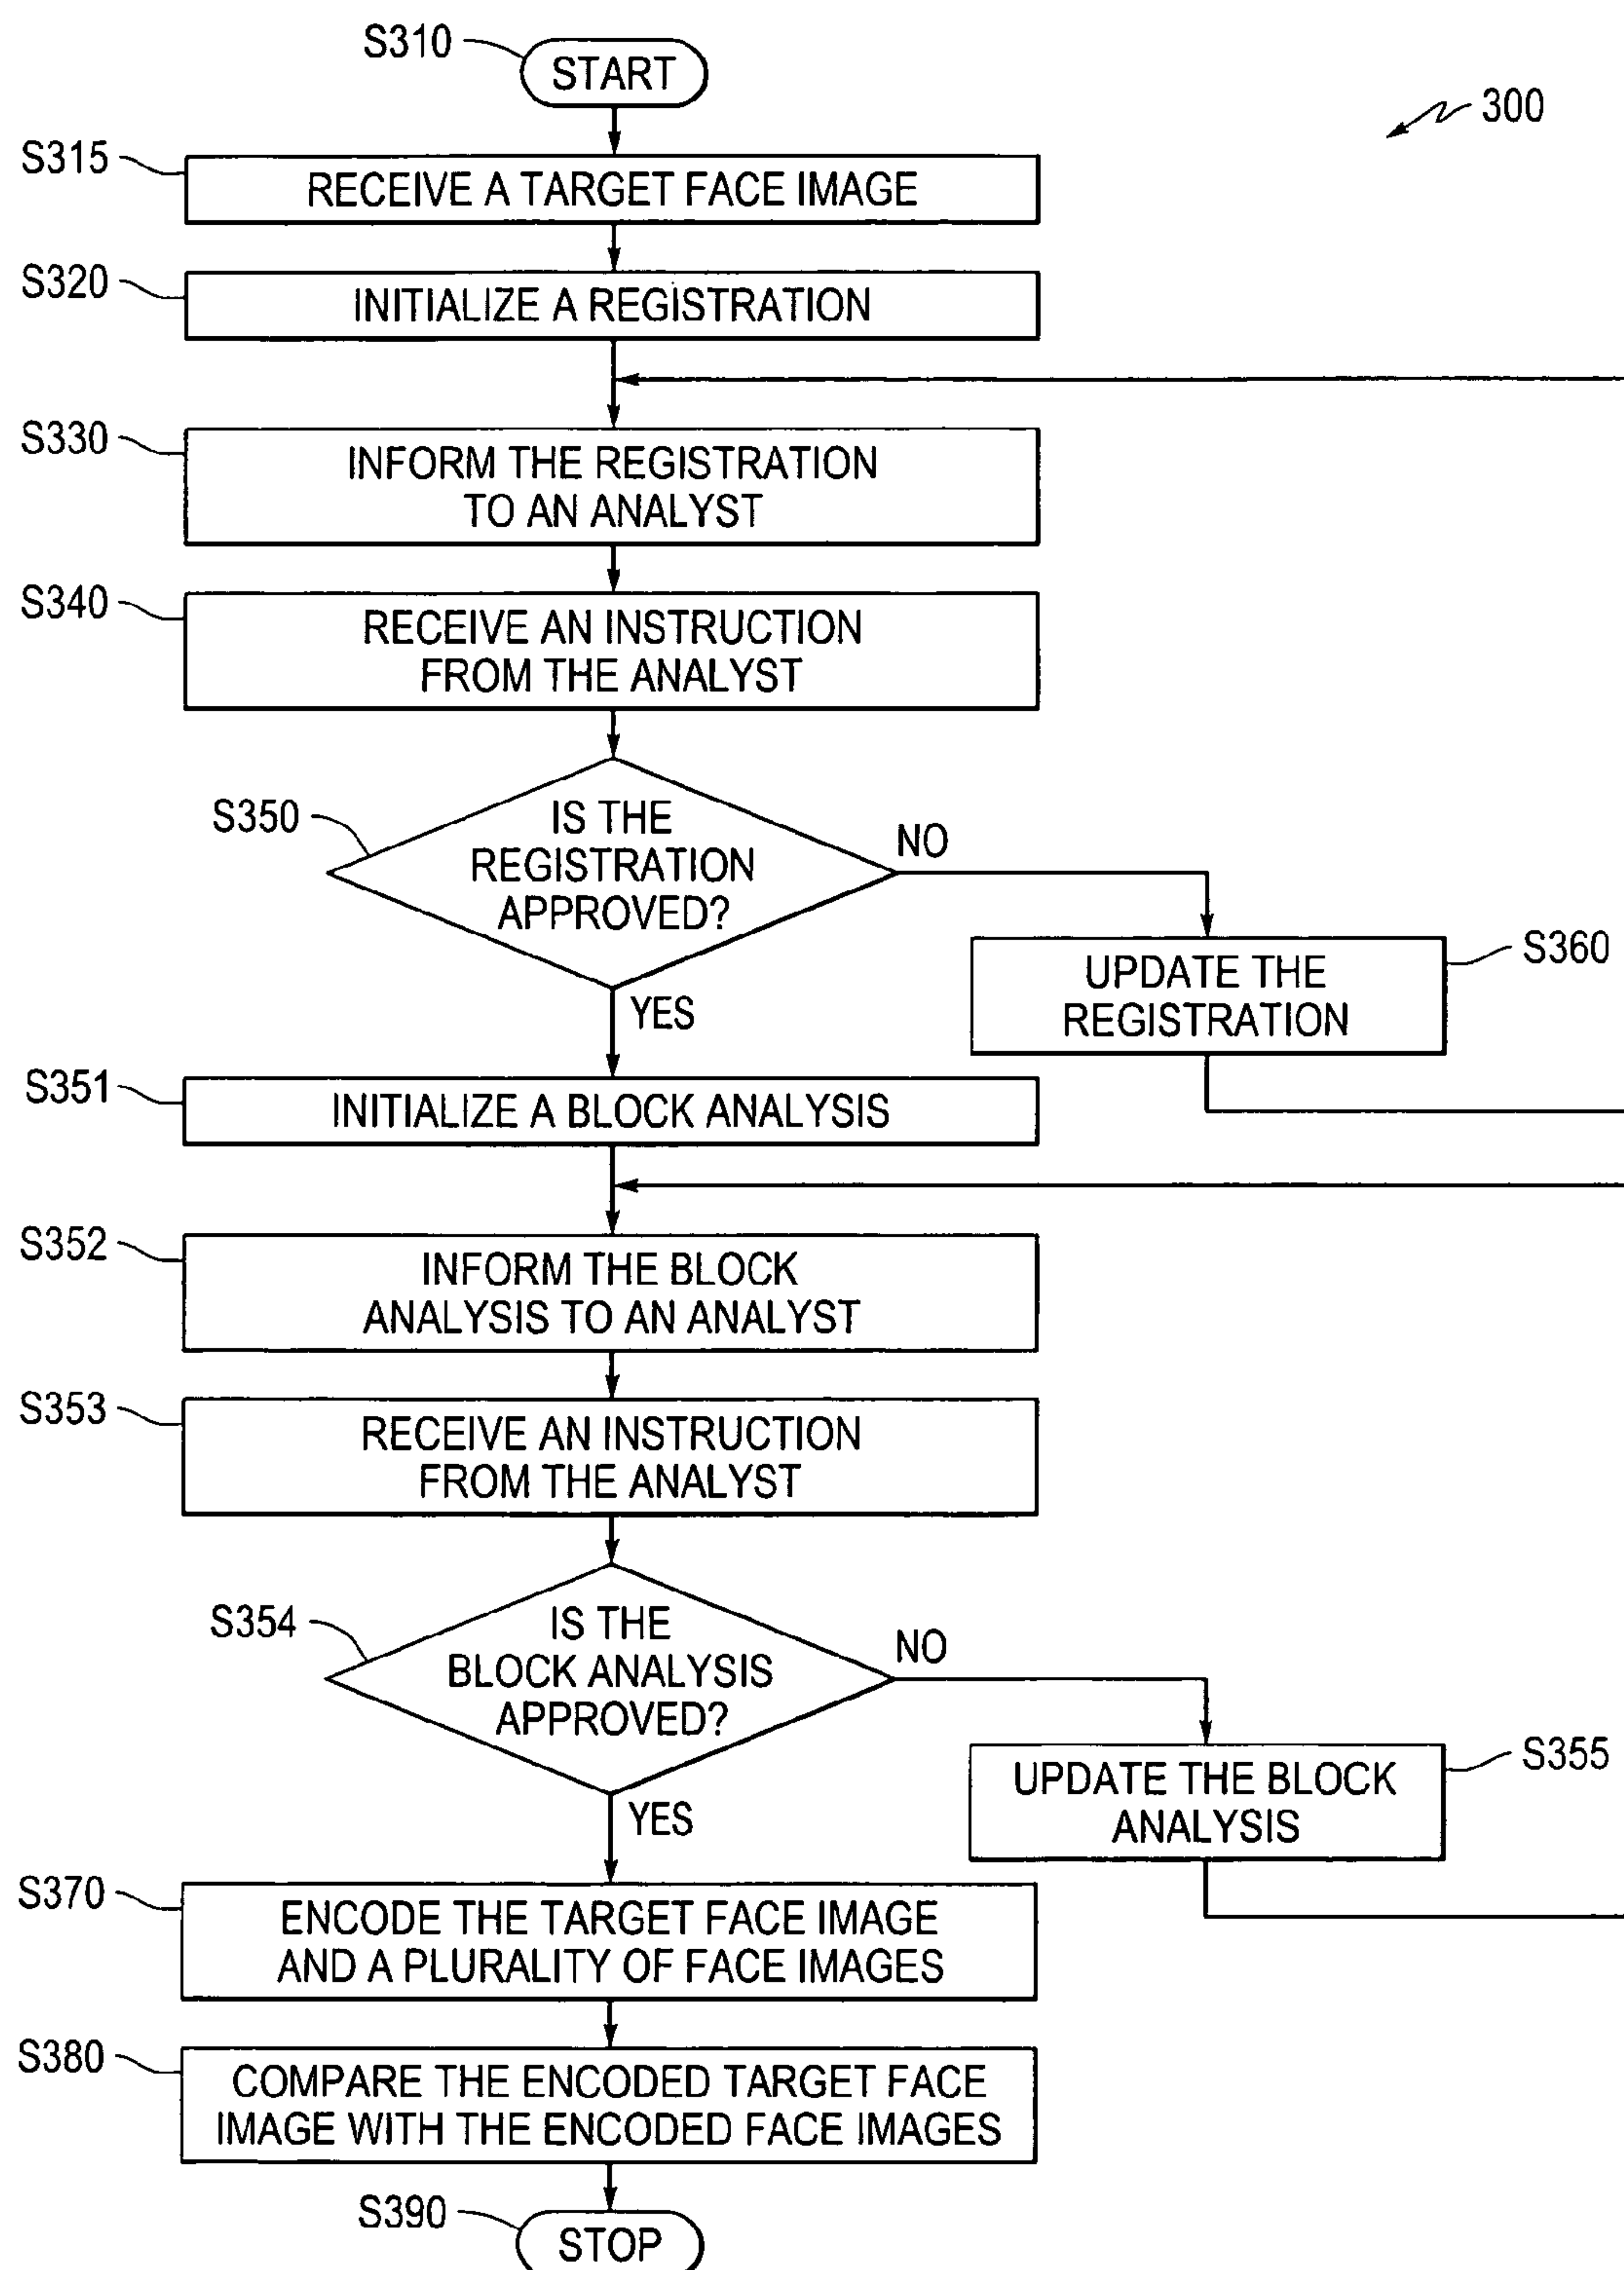 S310
START
300
S315
RECEIVE A TARGET FACE IMAGE
S320
INITIALIZE A REGISTRATION
S330
INFORM THE REGISTRATION
TO AN ANALYST
S340
RECEIVE AN INSTRUCTION
FROM THE ANALYST
S350
IS THE
REGISTRATION
APPROVED?
NO
YES
S360
UPDATE THE
REGISTRATION
S351
INITIALIZE A BLOCK ANALYSIS
S352
INFORM THE BLOCK
ANALYSIS TO AN ANALYST
S353
RECEIVE AN INSTRUCTION
FROM THE ANALYST
S354
IS THE
BLOCK ANALYSIS
APPROVED?
NO
YES
S355
UPDATE THE BLOCK
ANALYSIS
S370
ENCODE THE TARGET FACE IMAGE
AND A PLURALITY OF FACE IMAGES
S380
COMPARE THE ENCODED TARGET FACE
IMAGE WITH THE ENCODED FACE IMAGES
S390
STOP